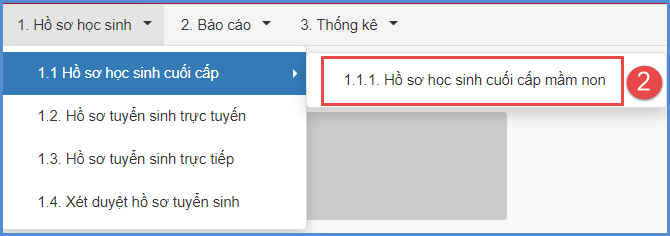 1. Hồ sơ học sinh 2. Báo cáo 3. Thống kê
1.1 Hồ sơ học sinh cuối cấp
1.1.1. Hồ sơ học sinh cuối cấp mầm non 2
1.2. Hồ sơ tuyển sinh trực tuyến
1.3. Hồ sơ tuyển sinh trực tiếp
1.4. Xét duyệt hồ sơ tuyển sinh